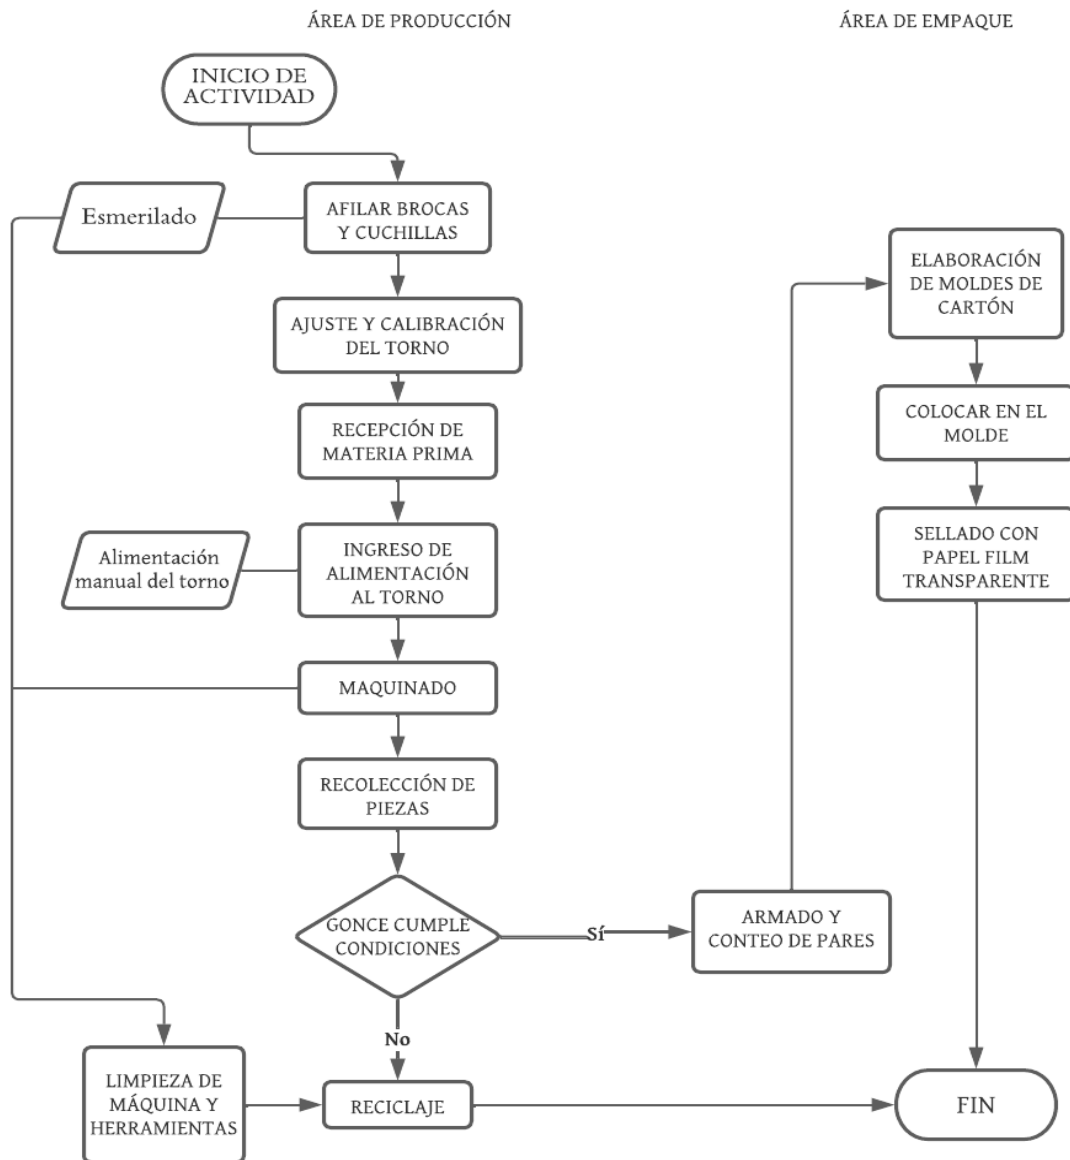 ÁREA DE PRODUCCIÓN
ÁREA DE EMPAQUE
INICIO DE
ACTIVIDAD
Esmerilado
AFILAR BROCAS
Y CUCHILLAS
AJUSTE Y CALIBRACIÓN
DEL TORNO
RECEPCIÓN DE
MATERIA PRIMA
Alimentación
manual del torno
INGRESO DE
ALIMENTACIÓN
AL TORNO
MAQUINADO
RECOLECCIÓN DE
PIEZAS
GONCE CUMPLE
CONDICIONES
Sí
No
ARMADO Y
CONTEO DE PARES
LIMPIEZA DE
MÁQUINA Y
HERRAMIENTAS
RECICLAJE
ELABORACIÓN
DE MOLDES DE
CARTÓN
COLOCAR EN EL
MOLDE
SELLADO CON
PAPEL FILM
TRANSPARENTE
FIN